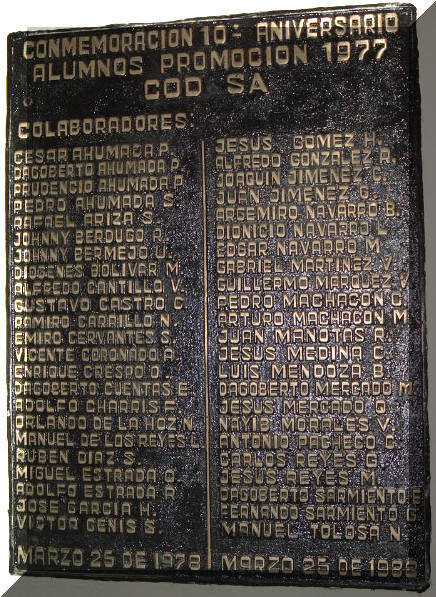 CONMEMORACION 10- ANIVERSARIO
ALUMNOS PROMOCION 1977
COD SA
COLABORADORES:
CESAR AHUMADA P.
DAGOBERTO AHUMADA P.
PRUDENCIO AHUMADA P.
PEDRO AHUMADA S.
RAFAEL ARIZA S.
JOHNNY BERDUGO R.
JOHNNY BERMEJO J.
DIOGENES BOLIVAR M.
ALFREDO CANTILLO V.
GUSTAVO CASTRO C.
RAMIRO CARRILLO N.
EMIRO CERVANTES S.
VICENTE CORONADO A.
ENRIQUE CRESPO O.
DAGOBERTO CUENTAS E.
ADOLFO CHARRIS F.
ORLANDO DE LA HOZ N.
MANUEL DE LOS REYES L.
RUBEN DIAZ S.
MIGUEL ESTRADA O.
ADOLFO ESTRADA R.
JOSE GARCIA H.
VICTOR GENIS S.
JESUS GOMEZ H.
ALFREDO GONZALEZ R.
JOAQUIN JIMENEZ C.
JUAN JIMENEZ G.
ARGEMIRO NAVARRO B.
DIONICIO NAVARRO L.
EDGAR NAVARRO M.
GABRIEL MARTINEZ V.
GUILLERMO MARQUEZ V.
PEDRO MACHACON C.
ARTURO MACHACON M.
JUAN MANOTAS R.
JESUS MEDINA C.
LUIS MENDOZA B.
DAGOBERTO MERCADO M.
JESUS MERCADO O.
NAYIB MORALES V.
ANTONIO PACHECO C.
CARLOS REYES G.
JESUS REYES M.
DAGOBERTO SARMIENTO B.
FERNANDO SARMIENTO G.
MANUEL TOLOSA N.
MARZO 25 DE 1978 MARZO 25 DE 1988